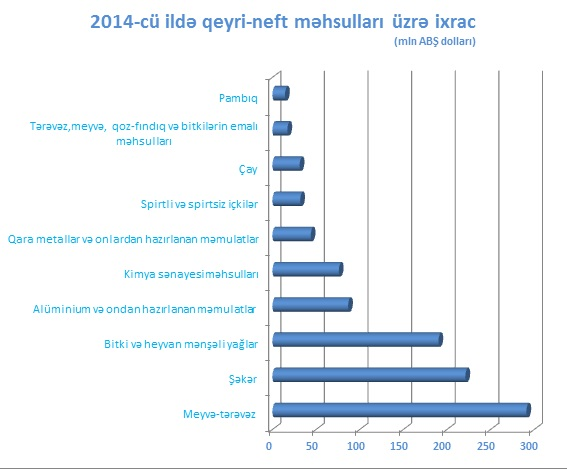 2014-cü ildə qeyri-neft məhsulları üzrə ixrac
(mln ABŞ dolları)
Pambıq
Tərəvəz,meyvə, qoz-fındıq və bitkilərin emalı
məhsulları
Çay
Spirtli və spirtsiz içkilər
Qara metallar və onlardan hazırlanan məmulatlar
Kimya sənayesiməhsulları
Alüminium və ondan hazırlanan məmulatlar
Bitki və heyvan mənşəli yağlar
Şəkər
Meyvə-tərəvəz
0 50 100 150 200 250 300